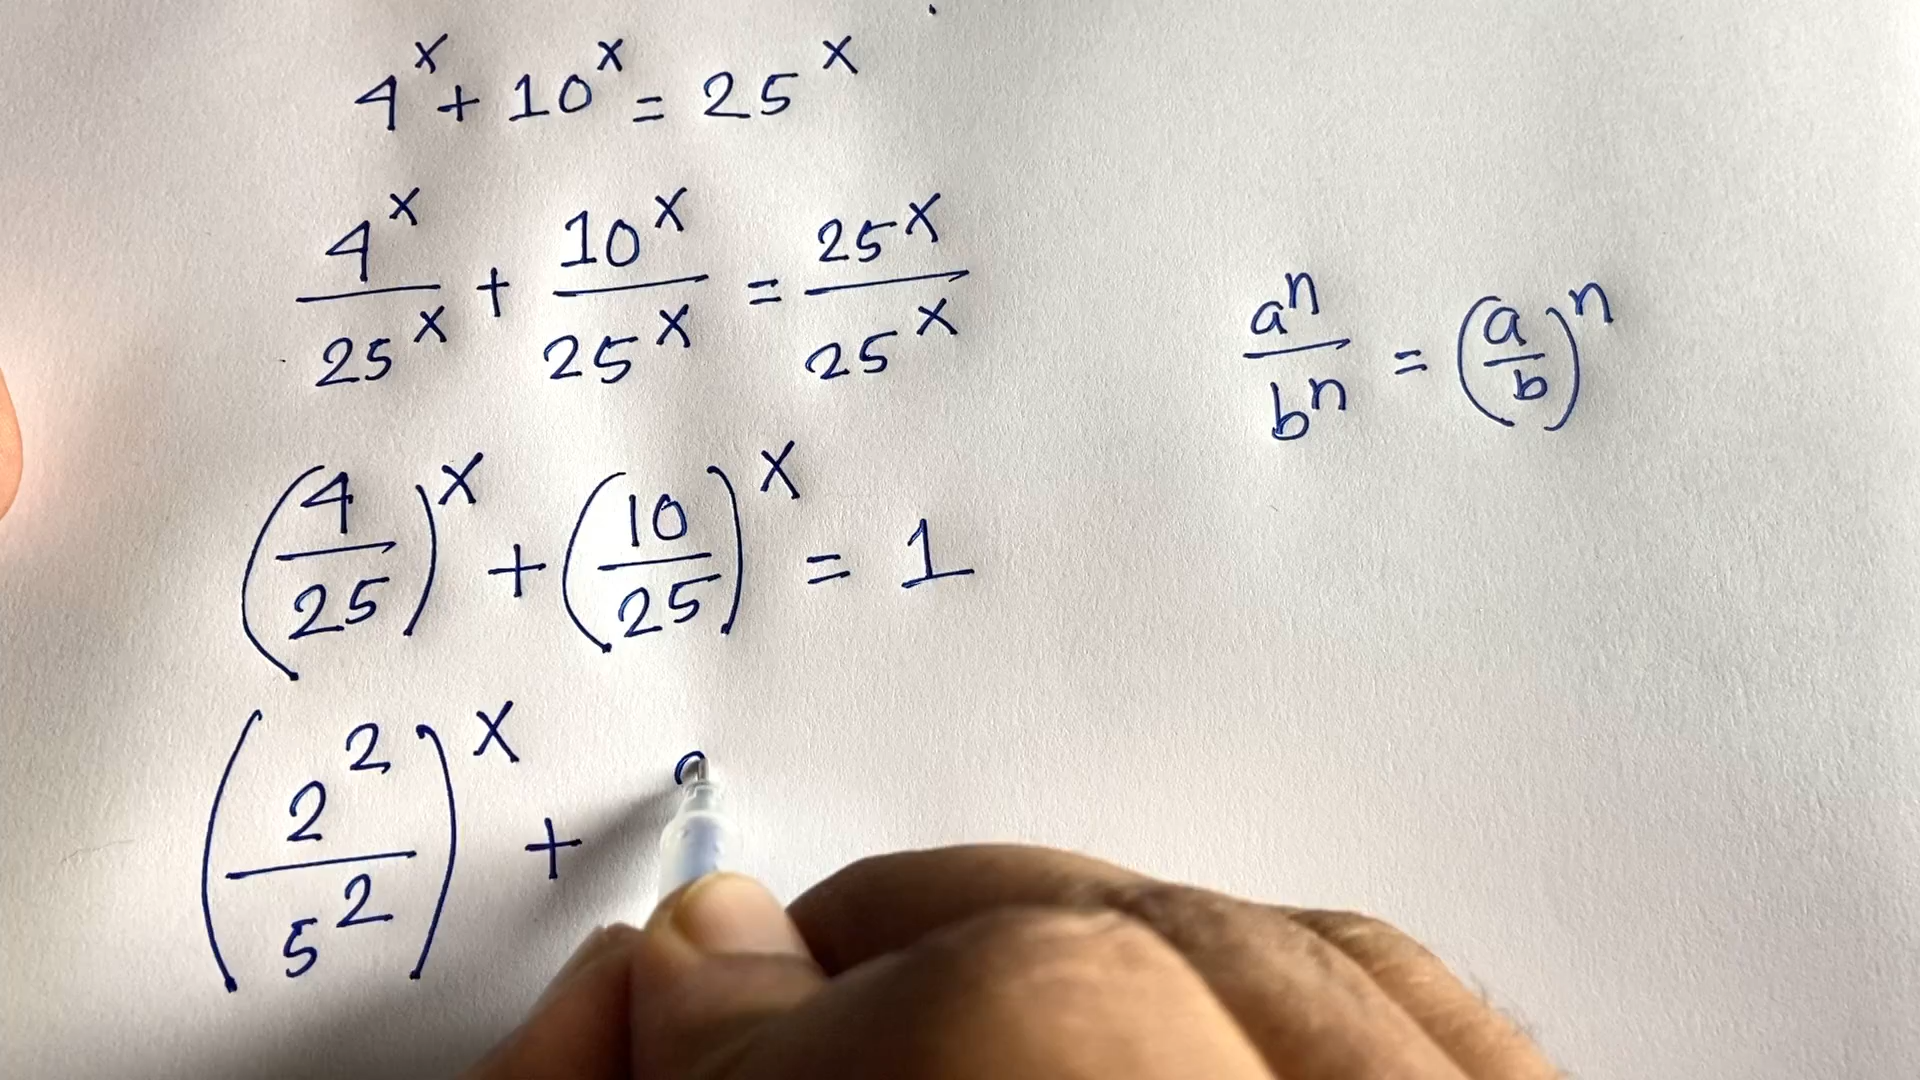 4^x + 10^x = 25^x
4^x/25^x + 10^x/25^x = 25^x/25^x
a^n/b^n = (a/b)^n
(4/25)^x + (10/25)^x = 1
(2^2/5^2)^x +